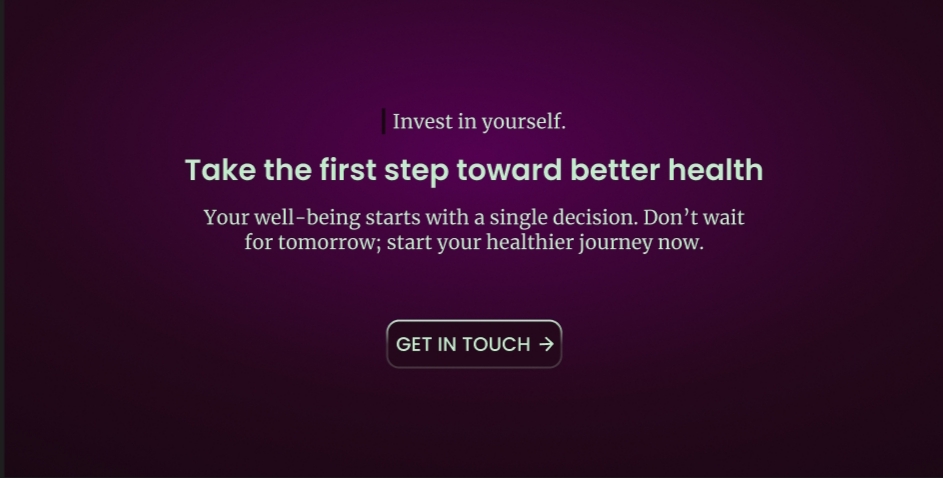 Invest in yourself.
Take the first step toward better health
Your well-being starts with a single decision. Don’t wait
for tomorrow; start your healthier journey now.
GET IN TOUCH →